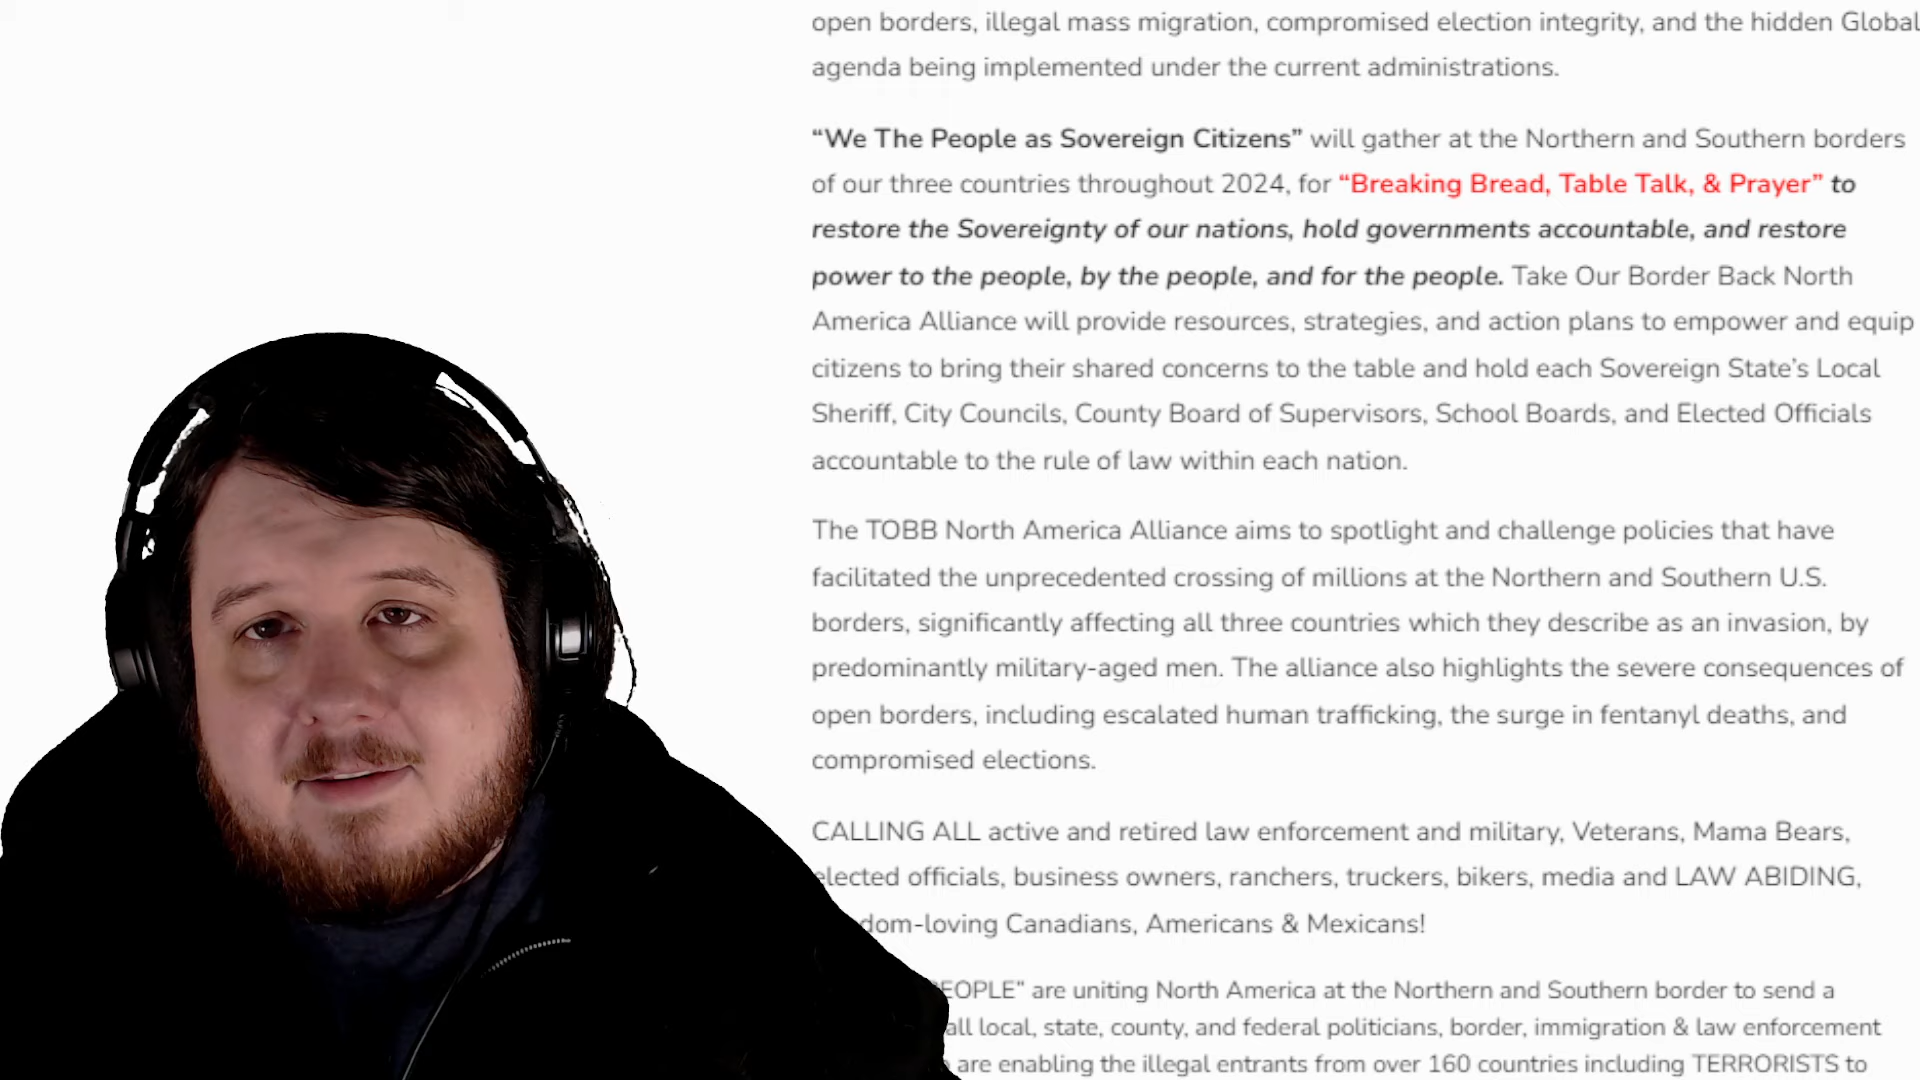 open borders, illegal mass migration, compromised election integrity, and the hidden Global
agenda being implemented under the current administrations.
“We The People as Sovereign Citizens” will gather at the Northern and Southern borders
of our three countries throughout 2024, for “Breaking Bread, Table Talk, & Prayer” to
restore the Sovereignty of our nations, hold governments accountable, and restore
power to the people, by the people, and for the people. Take Our Border Back North
America Alliance will provide resources, strategies, and action plans to empower and equip
citizens to bring their shared concerns to the table and hold each Sovereign State’s Local
Sheriff, City Councils, County Board of Supervisors, School Boards, and Elected Officials
accountable to the rule of law within each nation.
The TOBB North America Alliance aims to spotlight and challenge policies that have
facilitated the unprecedented crossing of millions at the Northern and Southern U.S.
borders, significantly affecting all three countries which they describe as an invasion, by
predominantly military-aged men. The alliance also highlights the severe consequences of
open borders, including escalated human trafficking, the surge in fentanyl deaths, and
compromised elections.
CALLING ALL active and retired law enforcement and military, Veterans, Mama Bears,
elected officials, business owners, ranchers, truckers, bikers, media and LAW ABIDING,
dom-loving Canadians, Americans & Mexicans!
EOPLE” are uniting North America at the Northern and Southern border to send a
all local, state, county, and federal politicians, border, immigration & law enforcement
are enabling the illegal entrants from over 160 countries including TERRORISTS to